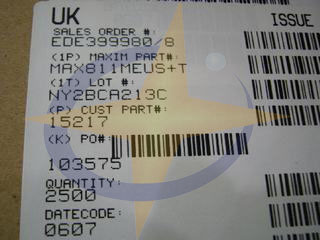 UK ISSUE
SALES ORDER #:
EDE399980/8
(1P) MAXIM PART#:
MAX811MEUS+T
(1T) LOT #:
NY2BCA213C
(P) CUST PART#:
15217
(K) PO#:
103575
QUANTITY:
2500
DATECODE:
0607